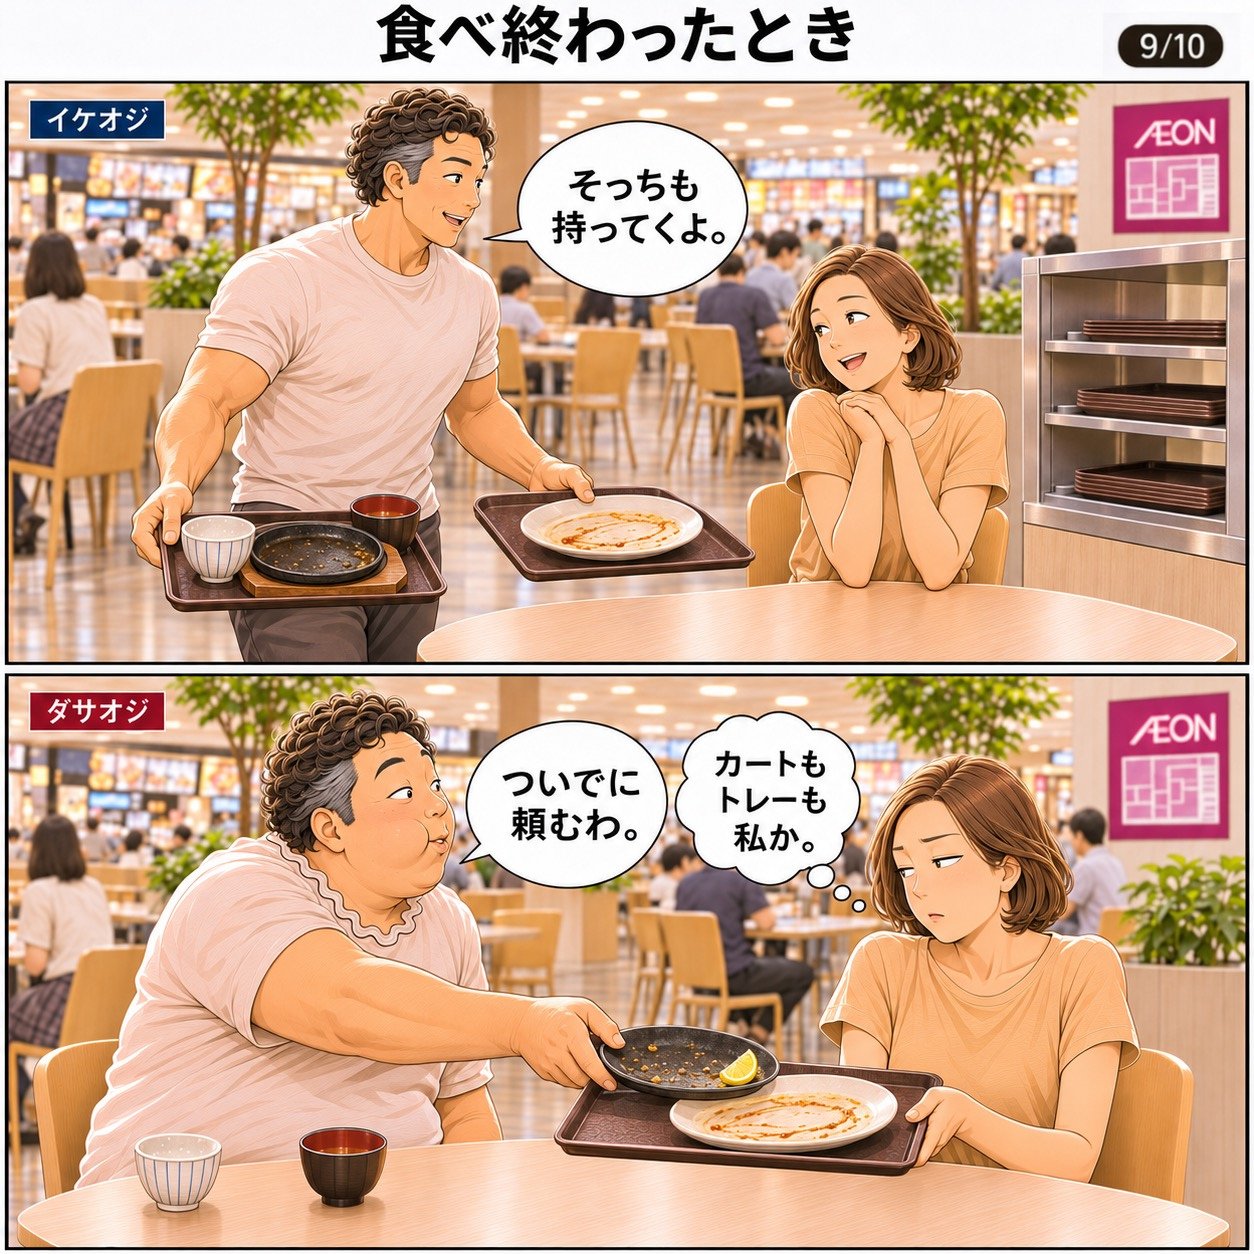 食べ終わったとき
9/10
イケオジ
そっちも
持ってくよ。
ÆON
ダサオジ
ついでに
頼むわ。
カートも
トレーも
私か。
ÆON